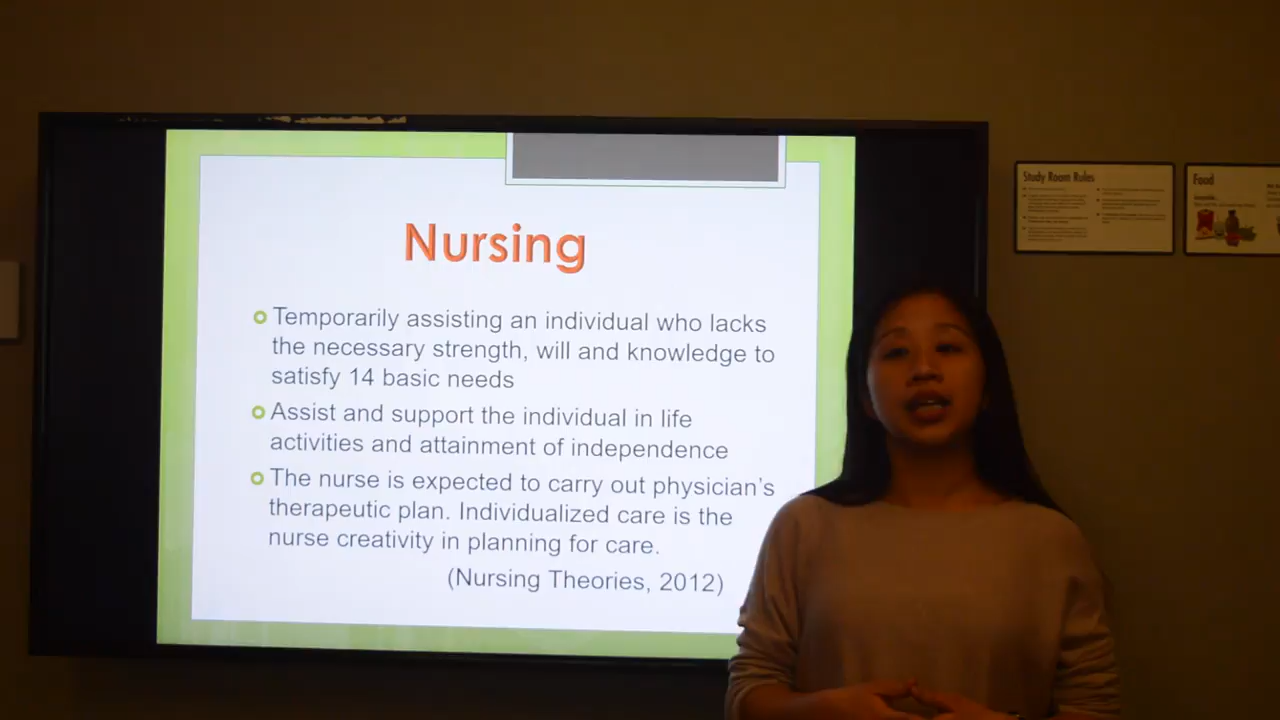 Nursing
Temporarily assisting an individual who lacks
the necessary strength, will and knowledge to
satisfy 14 basic needs
Assist and support the individual in life
activities and attainment of independence
The nurse is expected to carry out physician's
therapeutic plan. Individualized care is the
nurse creativity in planning for care.
(Nursing Theories, 2012)
Study Room Rules
Food